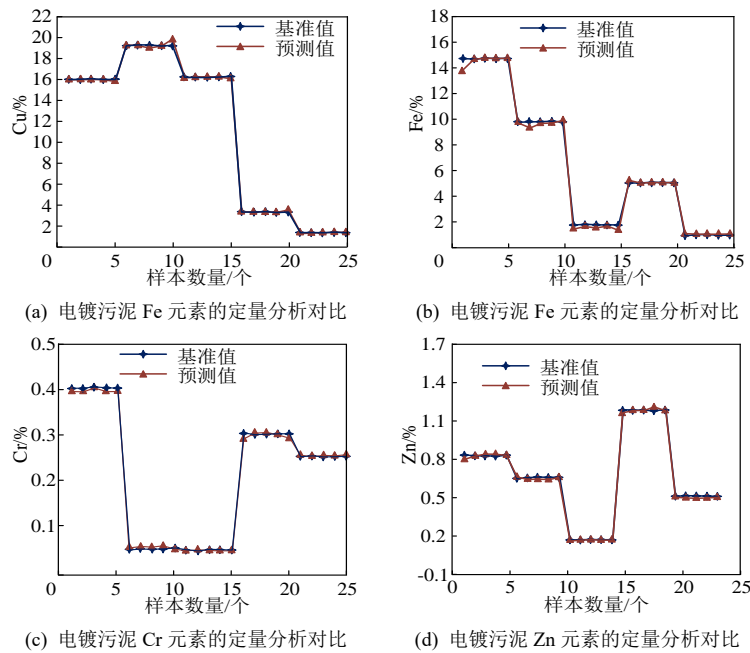 22
20
18
16
14
12
10
8
6
4
2
Cu/%
基准值
预测值
0
5
10
15
20
25
样本数量/个
(a) 电镀污泥 Fe 元素的定量分析对比
18
16
14
12
10
8
6
4
2
Fe/%
基准值
预测值
0
5
10
15
20
25
样本数量/个
(b) 电镀污泥 Fe 元素的定量分析对比
0.5
0.4
0.3
0.2
0.1
Cr/%
基准值
预测值
0
0
5
10
15
20
25
样本数量/个
(c) 电镀污泥 Cr 元素的定量分析对比
1.7
1.4
1.1
0.8
0.5
0.2
-0.1
Zn/%
基准值
预测值
0
5
10
15
20
25
样本数量/个
(d) 电镀污泥 Zn 元素的定量分析对比